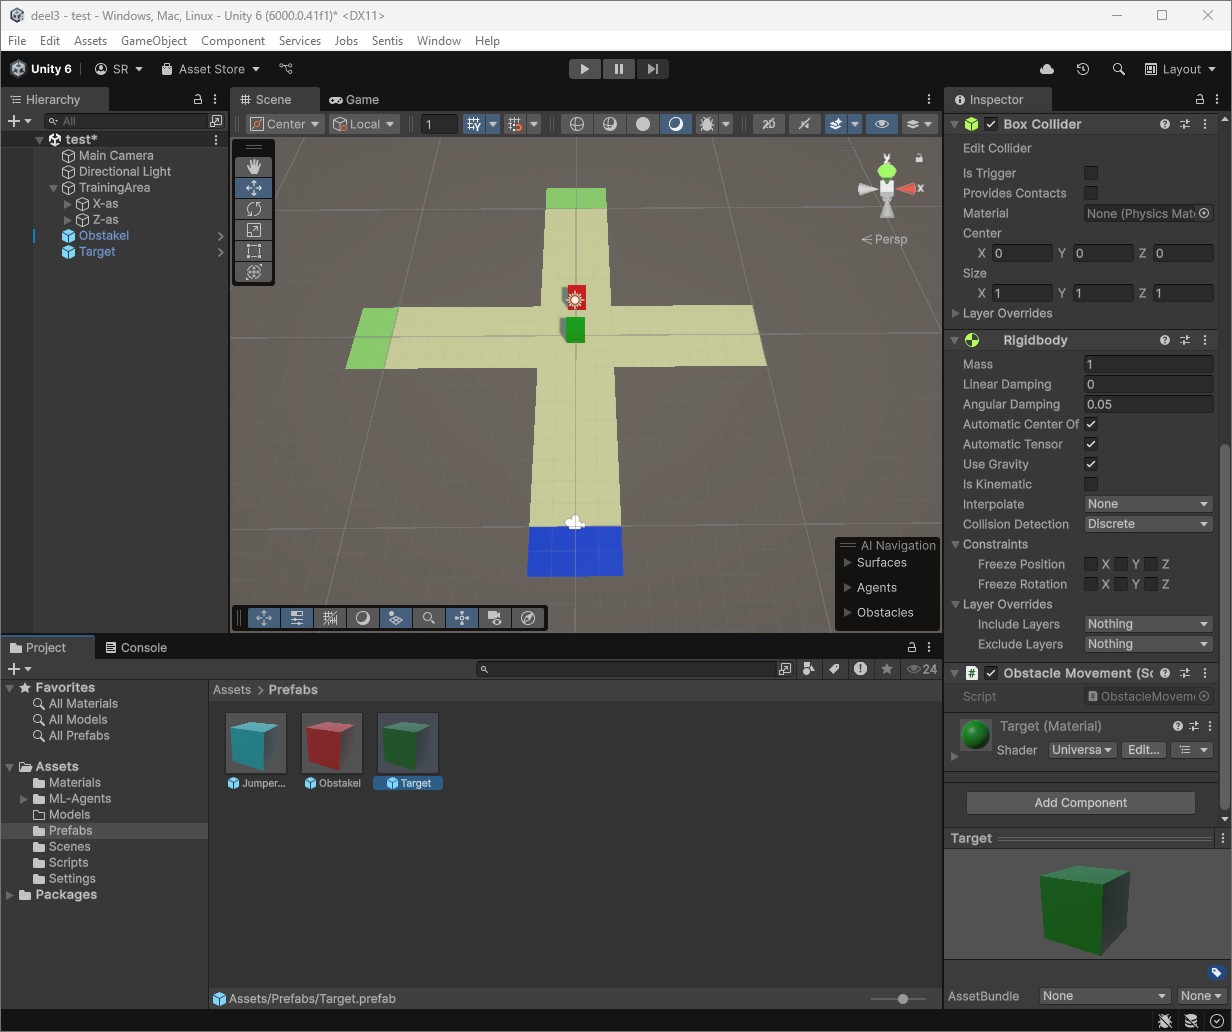 deel3 - test - Windows, Mac, Linux - Unity 6 (6000.0.41f1)* <DX11>
File Edit Assets GameObject Component Services Jobs Sentis Window Help
Unity 6 SR Asset Store Layout
Hierarchy
All
test*
Main Camera
Directional Light
TrainingArea
X-as
Z-as
Obstakel
Target
Scene Game
Center Local 1 2D
y
x
Persp
AI Navigation
Surfaces
Agents
Obstacles
Inspector
Box Collider
Edit Collider
Is Trigger
Provides Contacts
Material None (Physics Mat
Center
X 0 Y 0 Z 0
Size
X 1 Y 1 Z 1
Layer Overrides
Rigidbody
Mass 1
Linear Damping 0
Angular Damping 0.05
Automatic Center Of
Automatic Tensor
Use Gravity
Is Kinematic
Interpolate None
Collision Detection Discrete
Constraints
Freeze Position X Y Z
Freeze Rotation X Y Z
Layer Overrides
Include Layers Nothing
Exclude Layers Nothing
Obstacle Movement (Sc
Script ObstacleMovem
Target (Material)
Shader Universa Edit...
Add Component
Target
AssetBundle None None
Project Console
24
Favorites
All Materials
All Models
All Prefabs
Assets
Materials
ML-Agents
Models
Prefabs
Scenes
Scripts
Settings
Packages
Assets > Prefabs
Jumper... Obstakel Target
Assets/Prefabs/Target.prefab